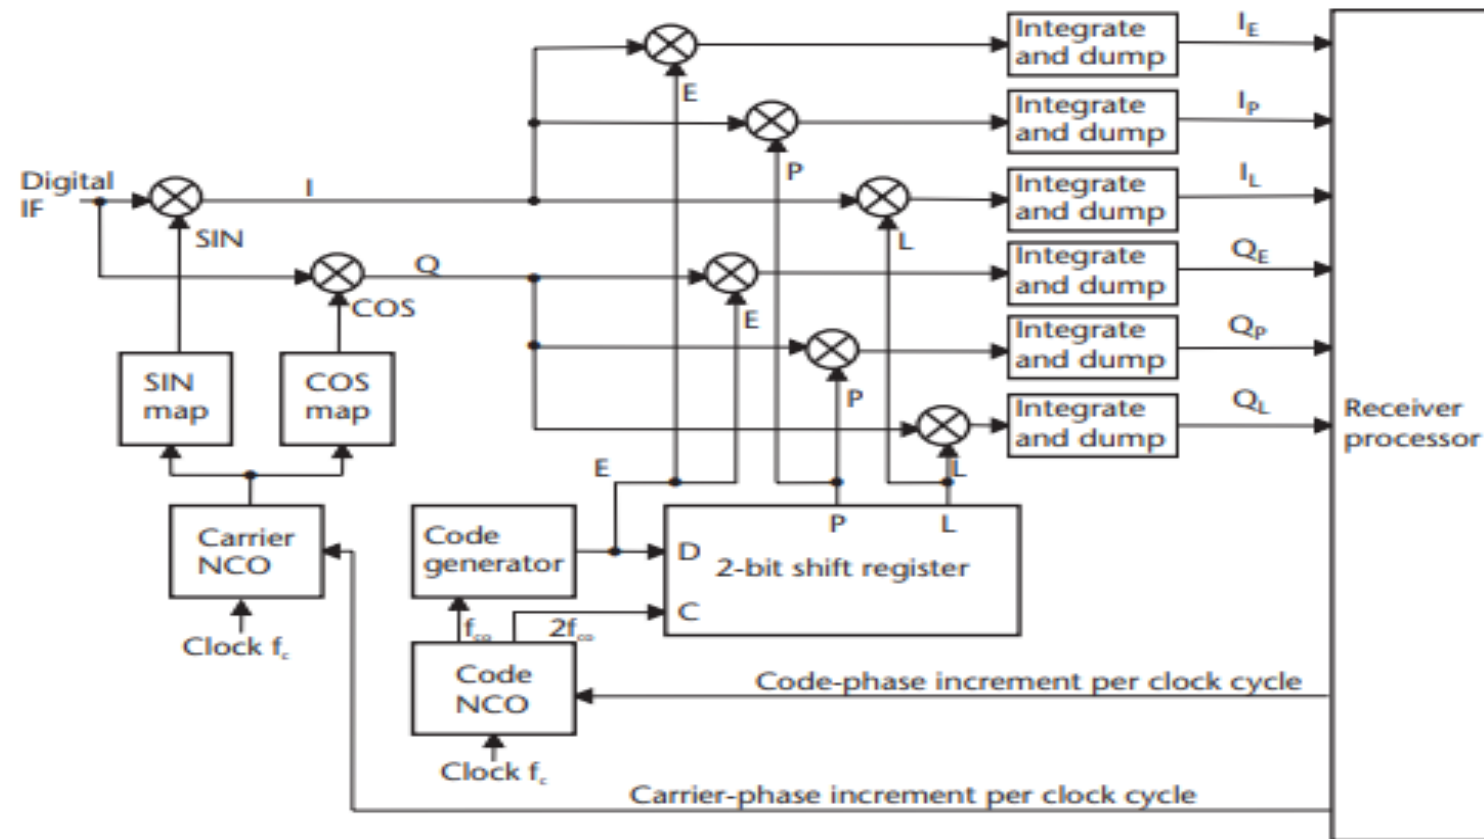 Integrate
and dump
I_E
E
Integrate
and dump
I_P
P
Digital
IF
I
Integrate
and dump
I_L
SIN
L
Q
Integrate
and dump
Q_E
COS
E
Integrate
and dump
Q_P
SIN
map
COS
map
P
Integrate
and dump
Q_L
Receiver
processor
E
L
Carrier
NCO
Code
generator
P
L
D
2-bit shift register
C
Clock f_c
f_co
2f_co
Code
NCO
Code-phase increment per clock cycle
Clock f_c
Carrier-phase increment per clock cycle